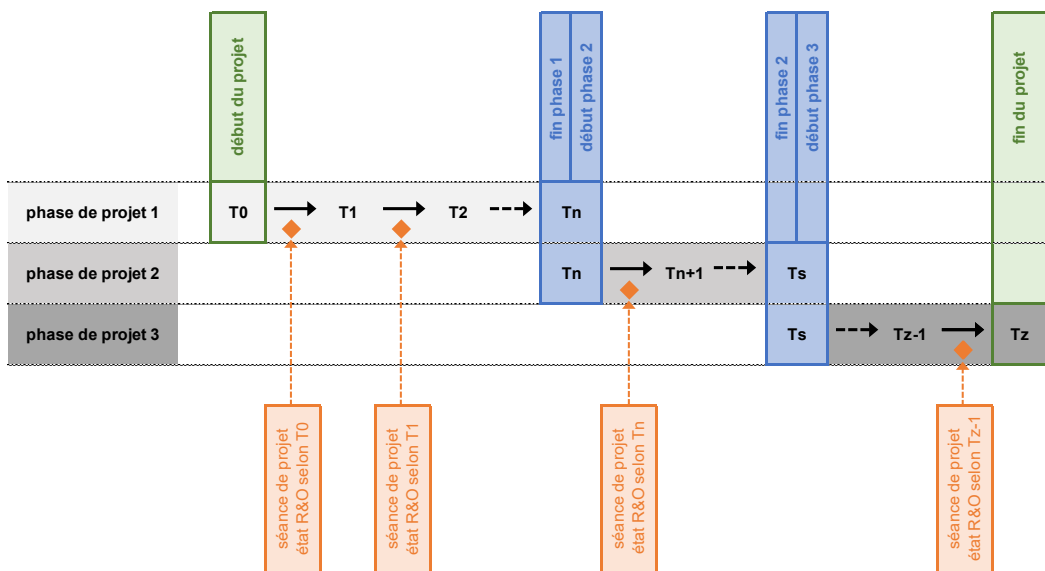 début du projet
fin phase 1
début phase 2
fin phase 2
début phase 3
fin du projet
phase de projet 1
T0
T1
T2
Tn
phase de projet 2
Tn
Tn+1
Ts
phase de projet 3
Ts
Tz-1
Tz
séance de projet
état R&O selon T0
séance de projet
état R&O selon T1
séance de projet
état R&O selon Tn
séance de projet
état R&O selon Tz-1